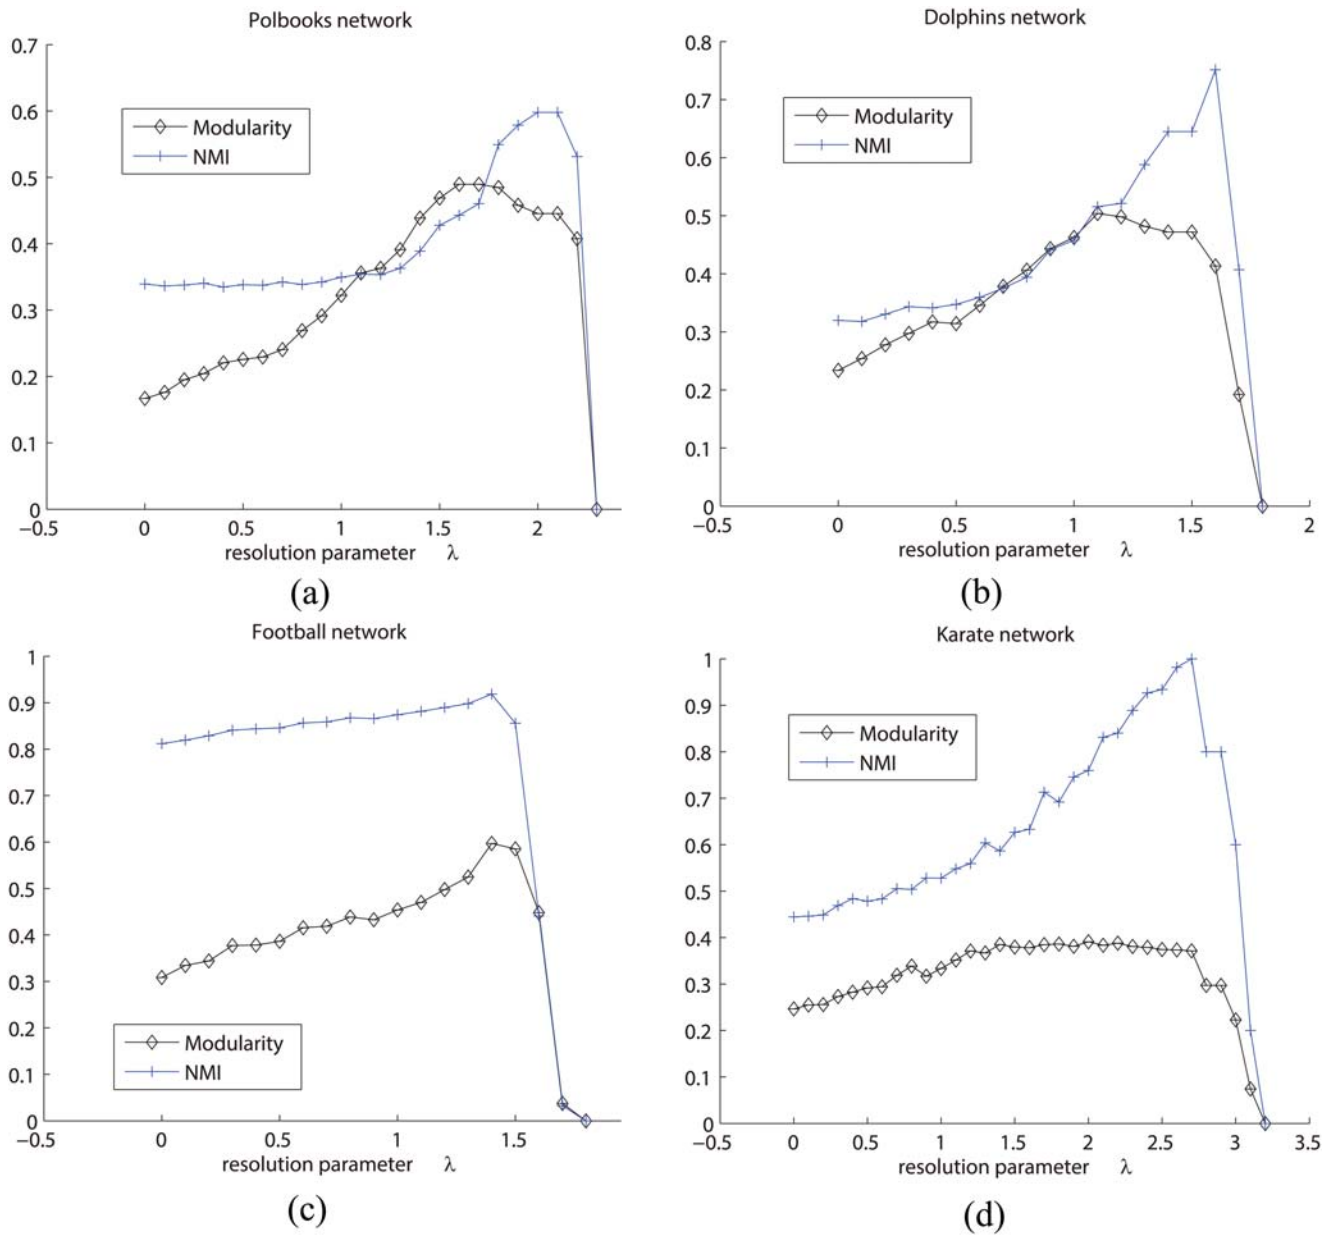 Polbooks network
0.7
0.6
0.5
0.4
0.3
0.2
0.1
0
Modularity
NMI
−0.5 0 0.5 1 1.5 2
resolution parameter λ
(a)
Dolphins network
0.8
0.7
0.6
0.5
0.4
0.3
0.2
0.1
0
Modularity
NMI
−0.5 0 0.5 1 1.5 2
resolution parameter λ
(b)
Football network
1
0.9
0.8
0.7
0.6
0.5
0.4
0.3
0.2
0.1
0
Modularity
NMI
−0.5 0 0.5 1 1.5
resolution parameter λ
(c)
Karate network
1
0.9
0.8
0.7
0.6
0.5
0.4
0.3
0.2
0.1
0
Modularity
NMI
−0.5 0 0.5 1 1.5 2 2.5 3 3.5
resolution parameter λ
(d)